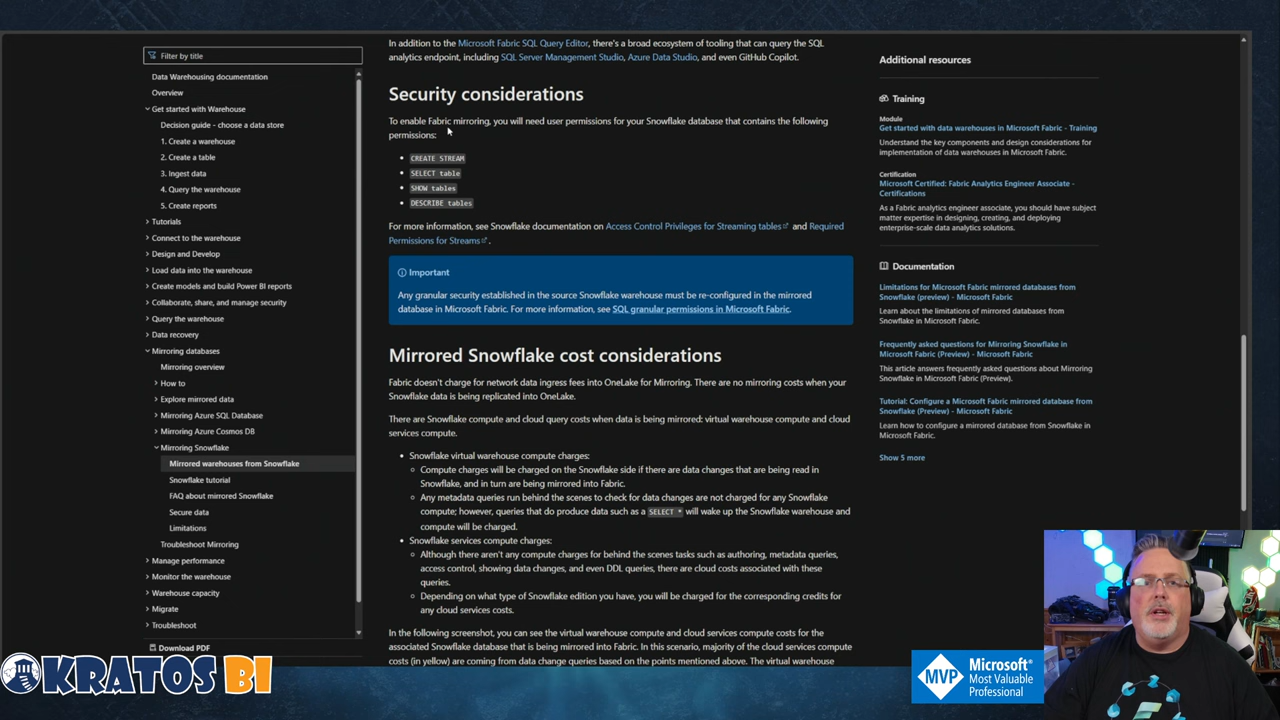 Filter by title
Data Warehousing documentation
Overview
Get started with Warehouse
Decision guide - choose a data store
1. Create a warehouse
2. Create a table
3. Ingest data
4. Query the warehouse
5. Create reports
Tutorials
Connect to the warehouse
Design and Develop
Load data into the warehouse
Create models and build Power BI reports
Collaborate, share, and manage security
Query the warehouse
Data recovery
Mirroring databases
Mirroring overview
How to
Explore mirrored data
Mirroring Azure SQL Database
Mirroring Azure Cosmos DB
Mirroring Snowflake
Mirrored warehouses from Snowflake
Snowflake tutorial
FAQ about mirrored Snowflake
Secure data
Limitations
Troubleshoot Mirroring
Manage performance
Monitor the warehouse
Warehouse capacity
Migrate
Troubleshoot
Download PDF
In addition to the Microsoft Fabric SQL Query Editor, there's a broad ecosystem of tooling that can query the SQL
analytics endpoint, including SQL Server Management Studio, Azure Data Studio, and even GitHub Copilot.
Security considerations
To enable Fabric mirroring, you will need user permissions for your Snowflake database that contains the following
permissions:
CREATE STREAM
SELECT table
SHOW tables
DESCRIBE tables
For more information, see Snowflake documentation on Access Control Privileges for Streaming tables and Required
Permissions for Streams.
Important
Any granular security established in the source Snowflake warehouse must be re-configured in the mirrored
database in Microsoft Fabric. For more information, see SQL granular permissions in Microsoft Fabric.
Mirrored Snowflake cost considerations
Fabric doesn't charge for network data ingress fees into OneLake for Mirroring. There are no mirroring costs when your
Snowflake data is being replicated into OneLake.
There are Snowflake compute and cloud query costs when data is being mirrored: virtual warehouse compute and cloud
services compute.
Snowflake virtual warehouse compute charges:
Compute charges will be charged on the Snowflake side if there are data changes that are being read in
Snowflake, and in turn are being mirrored into Fabric.
Any metadata queries run behind the scenes to check for data changes are not charged for any Snowflake
compute; however, queries that do produce data such as a SELECT * will wake up the Snowflake warehouse and
compute will be charged.
Snowflake services compute charges:
Although there aren't any compute charges for behind the scenes tasks such as authoring, metadata queries,
access control, showing data changes, and even DDL queries, there are cloud costs associated with these
queries.
Depending on what type of Snowflake edition you have, you will be charged for the corresponding credits for
any cloud services costs.
In the following screenshot, you can see the virtual warehouse compute and cloud services compute costs for the
associated Snowflake database that is being mirrored into Fabric. In this scenario, majority of the cloud services compute
costs (in yellow) are coming from data change queries based on the points mentioned above. The virtual warehouse
Additional resources
Training
Module
Get started with data warehouses in Microsoft Fabric - Training
Understand the key components and design considerations for
implementation of data warehouses in Microsoft Fabric.
Certification
Microsoft Certified: Fabric Analytics Engineer Associate -
Certifications
As a Fabric analytics engineer associate, you should have subject
matter expertise in designing, creating, and deploying
enterprise-scale data analytics solutions.
Documentation
Limitations for Microsoft Fabric mirrored databases from
Snowflake (preview) - Microsoft Fabric
Learn about the limitations of mirrored databases from
Snowflake in Microsoft Fabric.
Frequently asked questions for Mirroring Snowflake in
Microsoft Fabric (Preview) - Microsoft Fabric
This article answers frequently asked questions about Mirroring
Snowflake in Microsoft Fabric (Preview).
Tutorial: Configure a Microsoft Fabric mirrored database from
Snowflake (Preview) - Microsoft Fabric
Learn how to configure a mirrored database from Snowflake in
Microsoft Fabric.
Show 5 more
KRATOS BI
MVP
Microsoft
Most Valuable
Professional